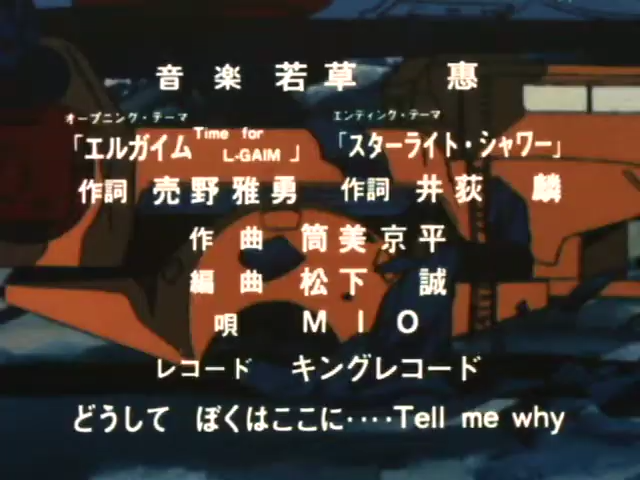 音楽 若草 惠
オープニング・テーマ エンディング・テーマ
「エルガイム Time for L-GAIM」 「スターライト・シャワー」
作詞 売野雅勇 作詞 井荻 麟
作曲 筒美京平
編曲 松下 誠
唄 MIO
レコード キングレコード
どうして ぼくはここに‥‥Tell me why